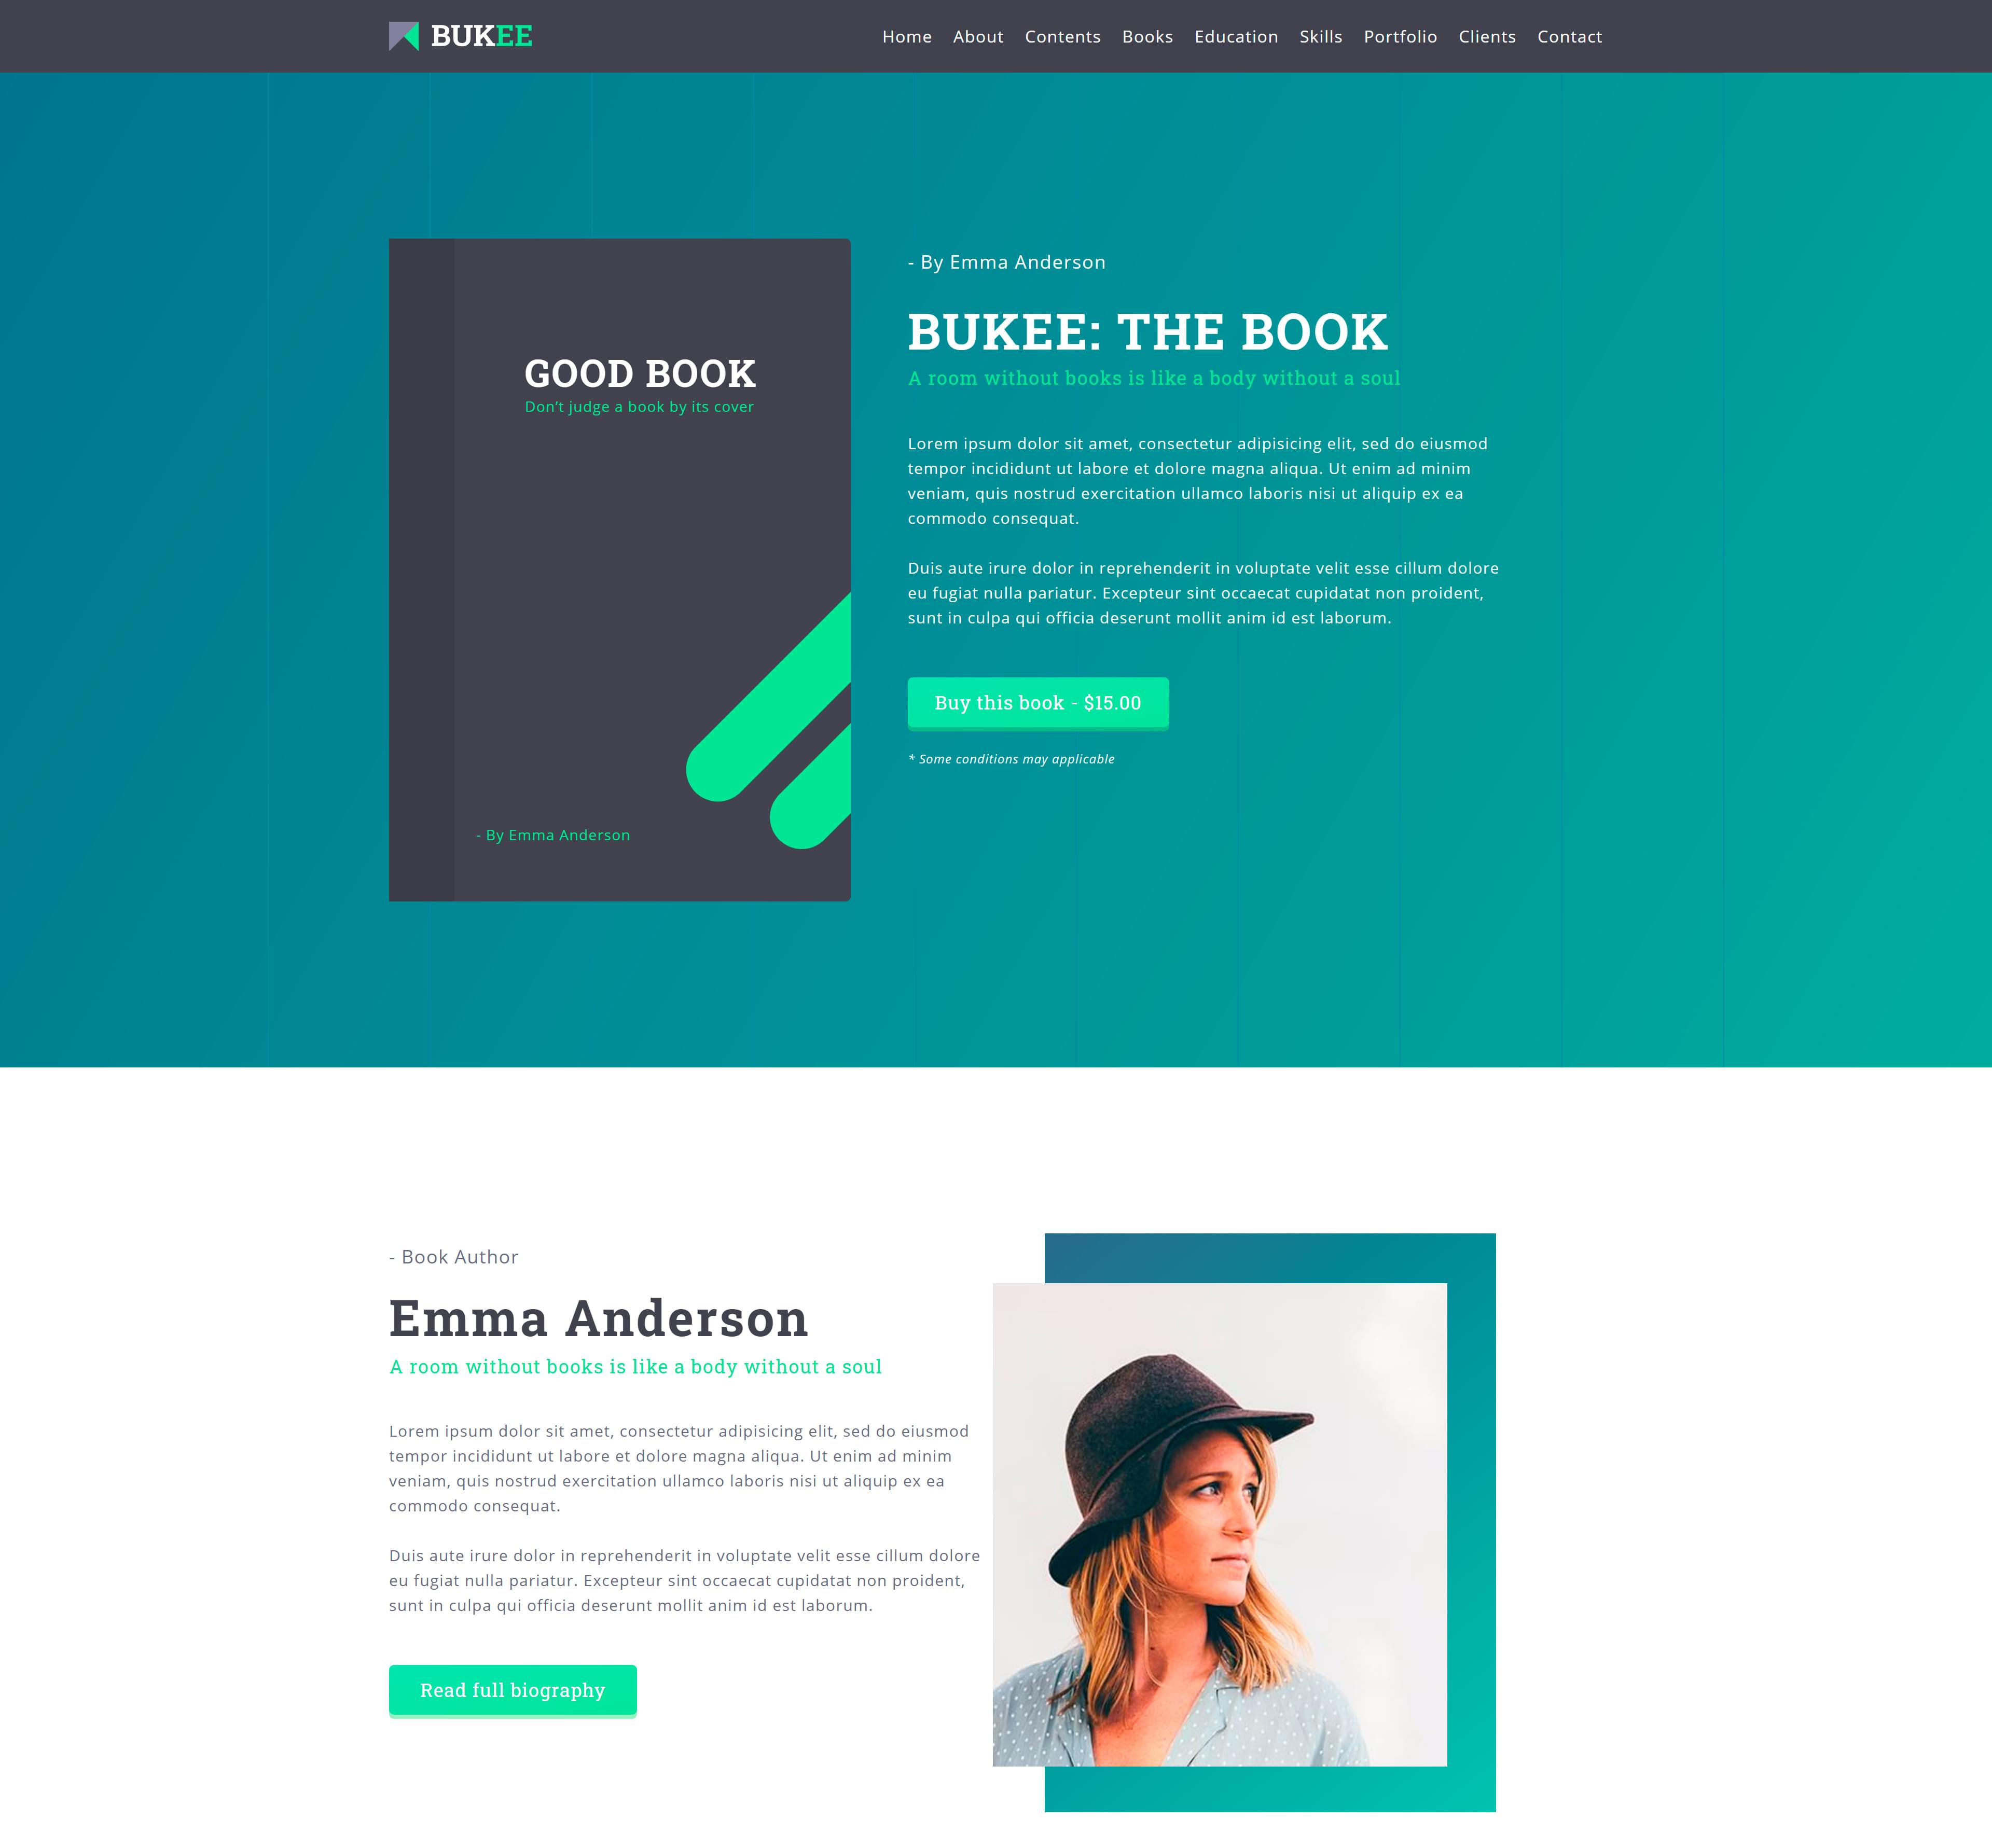 BUKEE
Home About Contents Books Education Skills Portfolio Clients Contact
GOOD BOOK
Don't judge a book by its cover
- By Emma Anderson
- By Emma Anderson
BUKEE: THE BOOK
A room without books is like a body without a soul
Lorem ipsum dolor sit amet, consectetur adipisicing elit, sed do eiusmod
tempor incididunt ut labore et dolore magna aliqua. Ut enim ad minim
veniam, quis nostrud exercitation ullamco laboris nisi ut aliquip ex ea
commodo consequat.
Duis aute irure dolor in reprehenderit in voluptate velit esse cillum dolore
eu fugiat nulla pariatur. Excepteur sint occaecat cupidatat non proident,
sunt in culpa qui officia deserunt mollit anim id est laborum.
Buy this book - $15.00
* Some conditions may applicable
- Book Author
Emma Anderson
A room without books is like a body without a soul
Lorem ipsum dolor sit amet, consectetur adipisicing elit, sed do eiusmod
tempor incididunt ut labore et dolore magna aliqua. Ut enim ad minim
veniam, quis nostrud exercitation ullamco laboris nisi ut aliquip ex ea
commodo consequat.
Duis aute irure dolor in reprehenderit in voluptate velit esse cillum dolore
eu fugiat nulla pariatur. Excepteur sint occaecat cupidatat non proident,
sunt in culpa qui officia deserunt mollit anim id est laborum.
Read full biography